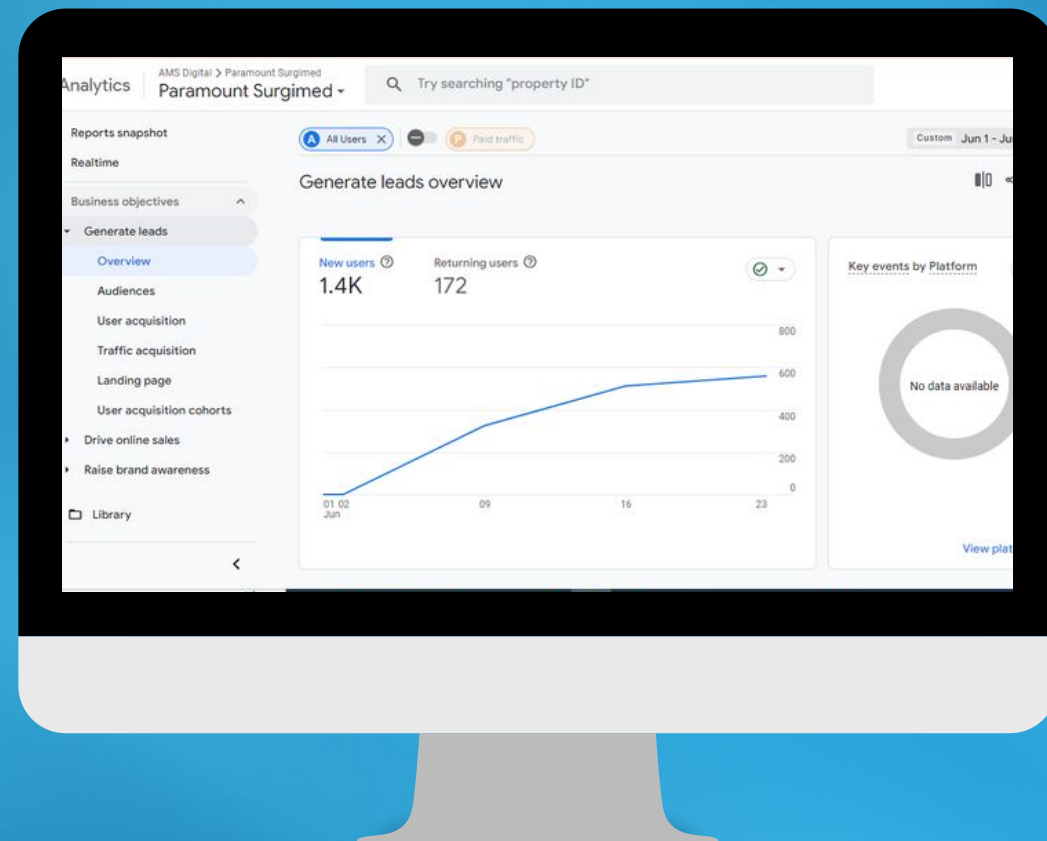 Analytics
AMS Digital > Paramount Surgimed
Paramount Surgimed
Try searching "property ID"
Reports snapshot
Realtime
Business objectives
Generate leads
Overview
Audiences
User acquisition
Traffic acquisition
Landing page
User acquisition cohorts
Drive online sales
Raise brand awareness
Library
A All Users X
P Paid traffic
Custom Jun 1 - Ju
Generate leads overview
New users
1.4K
Returning users
172
800
600
400
200
0
01 02 09 16 23
Jun
Key events by Platform
No data available
View plat